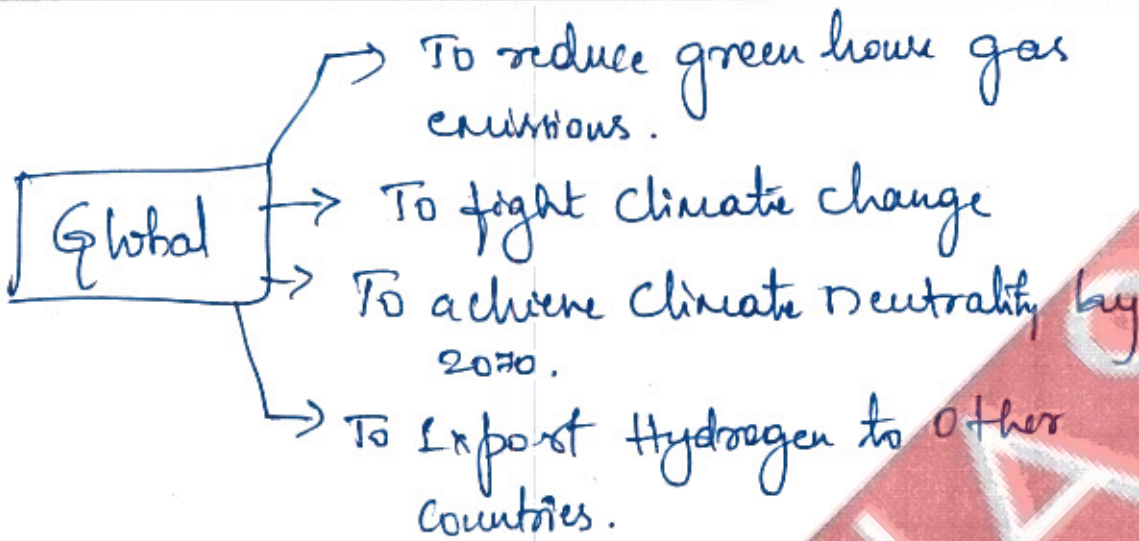 To reduce green house gas
emissions.
Global
To fight Climate change
To achieve Climate Neutrality by
2070.
To Export Hydrogen to Other
Countries.